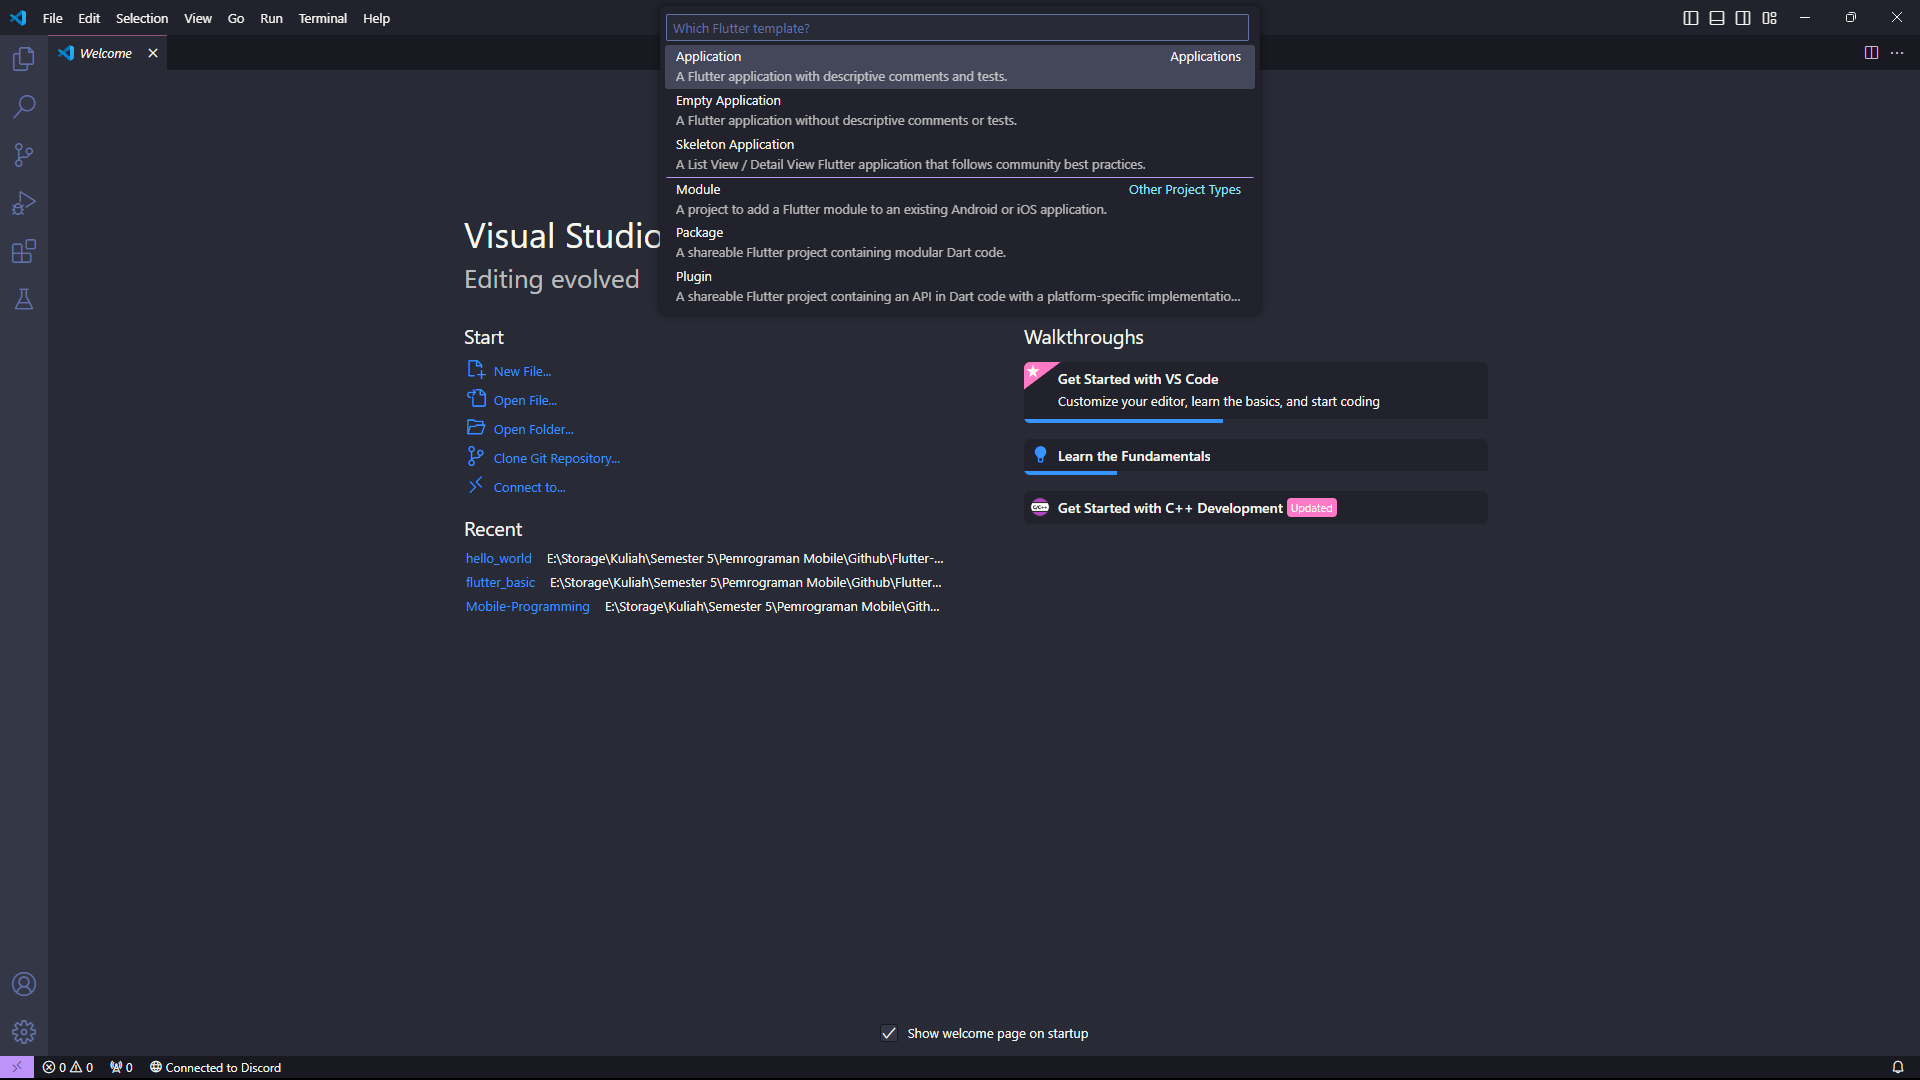 File Edit Selection View Go Run Terminal Help
Welcome
Which Flutter template?
Application Applications
A Flutter application with descriptive comments and tests.
Empty Application
A Flutter application without descriptive comments or tests.
Skeleton Application
A List View / Detail View Flutter application that follows community best practices.
Module Other Project Types
A project to add a Flutter module to an existing Android or iOS application.
Package
A shareable Flutter project containing modular Dart code.
Plugin
A shareable Flutter project containing an API in Dart code with a platform-specific implementatio...
Visual Studio
Editing evolved
Start
New File...
Open File...
Open Folder...
Clone Git Repository...
Connect to...
Recent
hello_world E:\Storage\Kuliah\Semester 5\Pemrograman Mobile\Github\Flutter-...
flutter_basic E:\Storage\Kuliah\Semester 5\Pemrograman Mobile\Github\Flutter...
Mobile-Programming E:\Storage\Kuliah\Semester 5\Pemrograman Mobile\Gith...
Walkthroughs
Get Started with VS Code
Customize your editor, learn the basics, and start coding
Learn the Fundamentals
C/C++ Get Started with C++ Development Updated
Show welcome page on startup
0 0 0 Connected to Discord